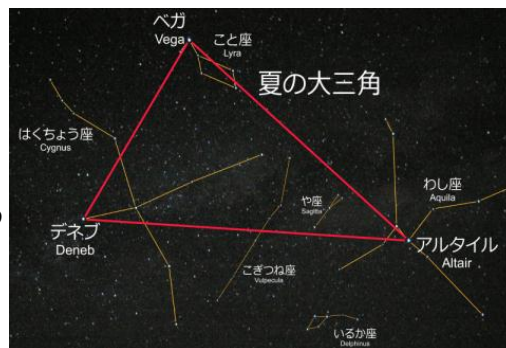 ベガ
Vega
こと座
Lyra
夏の大三角
はくちょう座
Cygnus
わし座
Aquila
や座
Sagitta
デネブ
Deneb
アルタイル
Altair
こぎつね座
Vulpecula
いるか座
Delphinus